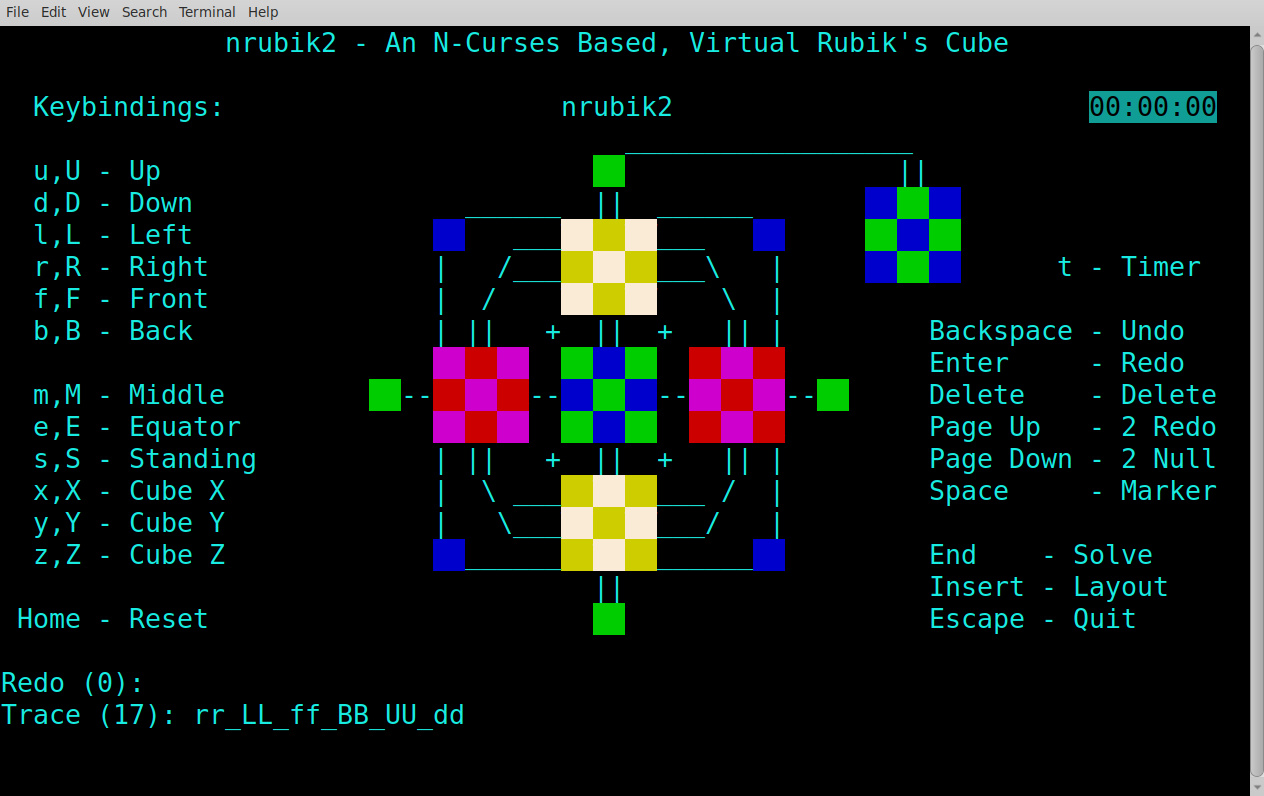 File Edit View Search Terminal Help
nrubik2 - An N-Curses Based, Virtual Rubik's Cube
Keybindings: nrubik2 00:00:00
u,U - Up
d,D - Down
l,L - Left
r,R - Right t - Timer
f,F - Front
b,B - Back Backspace - Undo
Enter - Redo
m,M - Middle Delete - Delete
e,E - Equator Page Up - 2 Redo
s,S - Standing Page Down - 2 Null
x,X - Cube X Space - Marker
y,Y - Cube Y
z,Z - Cube Z End - Solve
Insert - Layout
Home - Reset Escape - Quit
Redo (0):
Trace (17): rr_LL_ff_BB_UU_dd